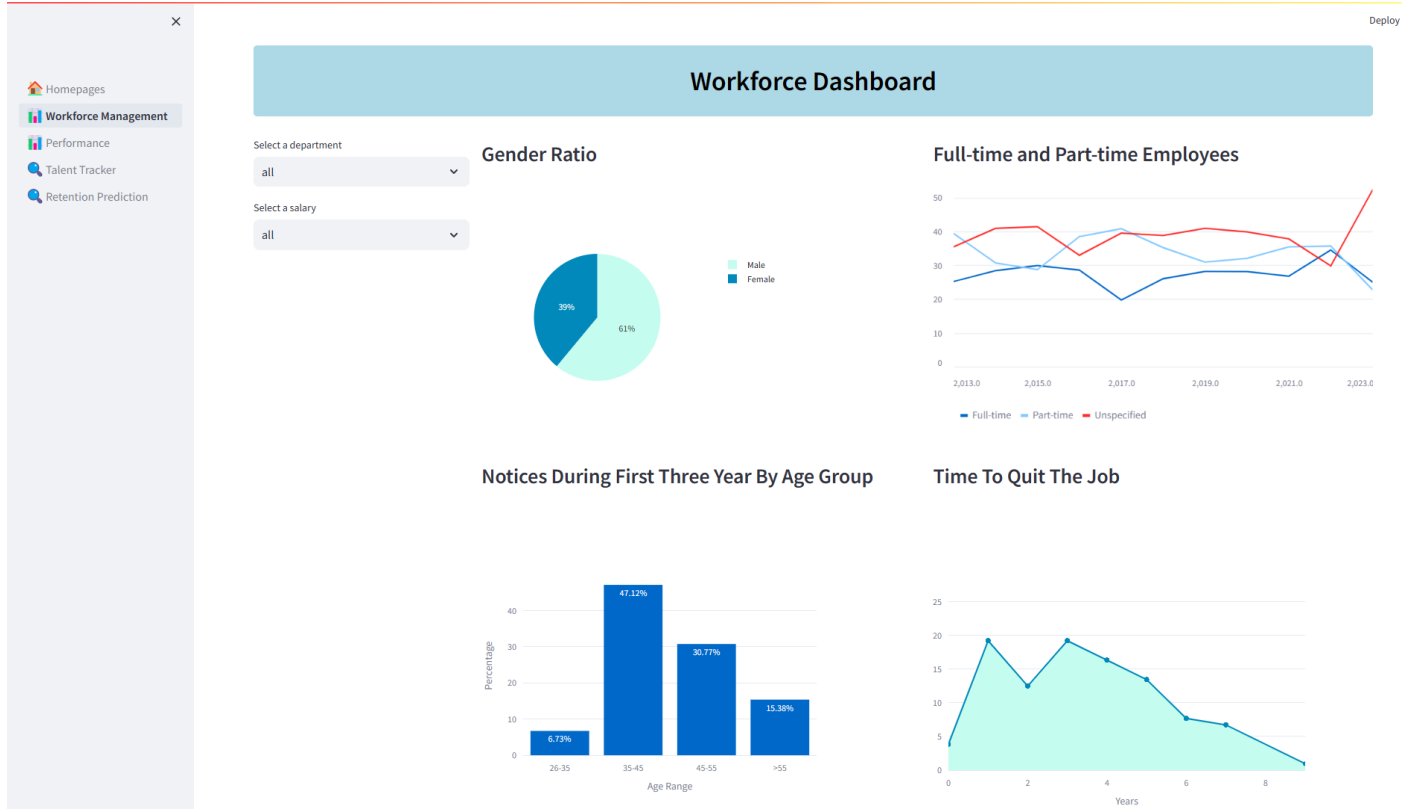 Deploy
Homepages
Workforce Management
Performance
Talent Tracker
Retention Prediction
Workforce Dashboard
Select a department
all
Select a salary
all
Gender Ratio
39%
61%
Male
Female
Full-time and Part-time Employees
50
40
30
20
10
0
2,013.0 2,015.0 2,017.0 2,019.0 2,021.0 2,023.0
Full-time Part-time Unspecified
Notices During First Three Year By Age Group
Percentage
40
30
20
10
0
6.73%
47.12%
30.77%
15.38%
26-35 35-45 45-55 >55
Age Range
Time To Quit The Job
25
20
15
10
5
0
0 2 4 6 8
Years